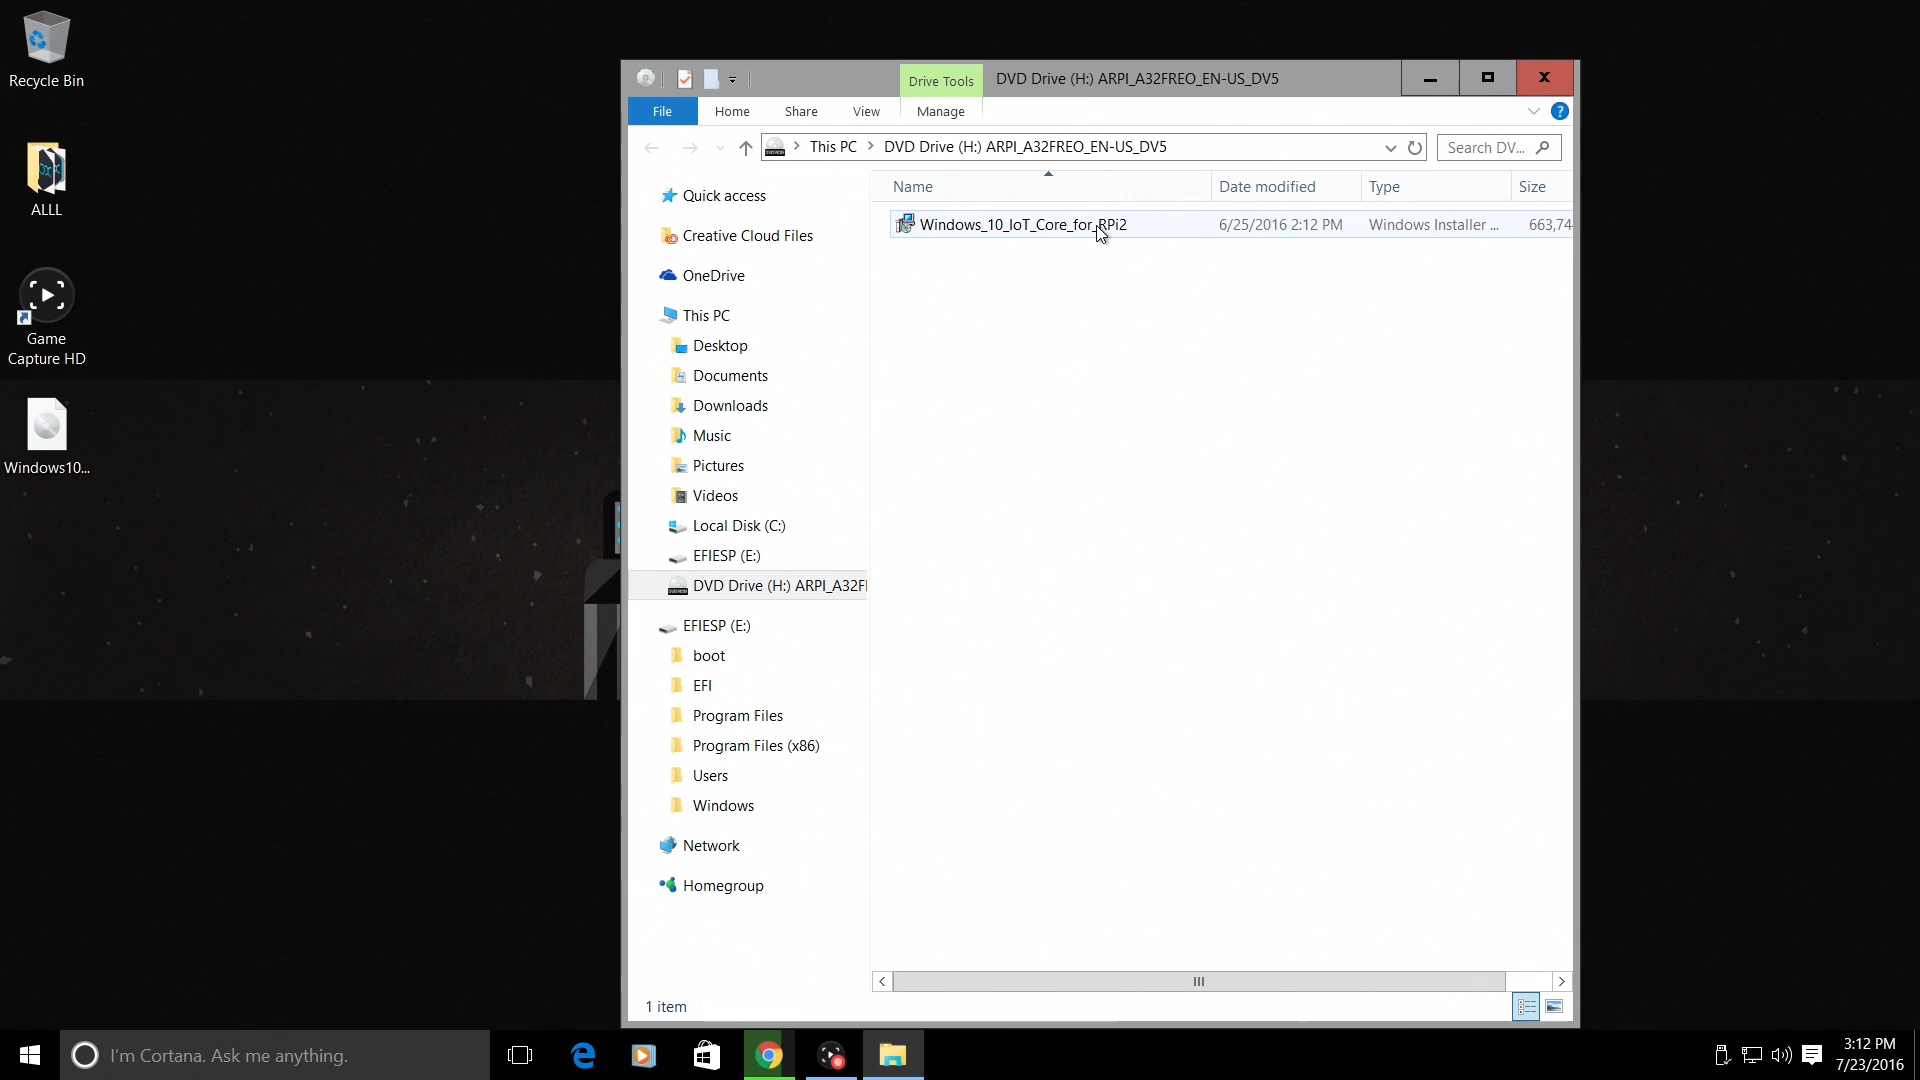 Recycle Bin
ALLL
Game
Capture HD
Windows10...
Drive Tools
DVD Drive (H:) ARPI_A32FREO_EN-US_DV5
File
Home
Share
View
Manage
This PC
DVD Drive (H:) ARPI_A32FREO_EN-US_DV5
Search DV...
Name
Date modified
Type
Size
Windows_10_IoT_Core_for_RPi2
6/25/2016 2:12 PM
Windows Installer ...
663,74
Quick access
Creative Cloud Files
OneDrive
This PC
Desktop
Documents
Downloads
Music
Pictures
Videos
Local Disk (C:)
EFIESP (E:)
DVD Drive (H:) ARPI_A32F
EFIESP (E:)
boot
EFI
Program Files
Program Files (x86)
Users
Windows
Network
Homegroup
1 item
I'm Cortana. Ask me anything.
3:12 PM
7/23/2016